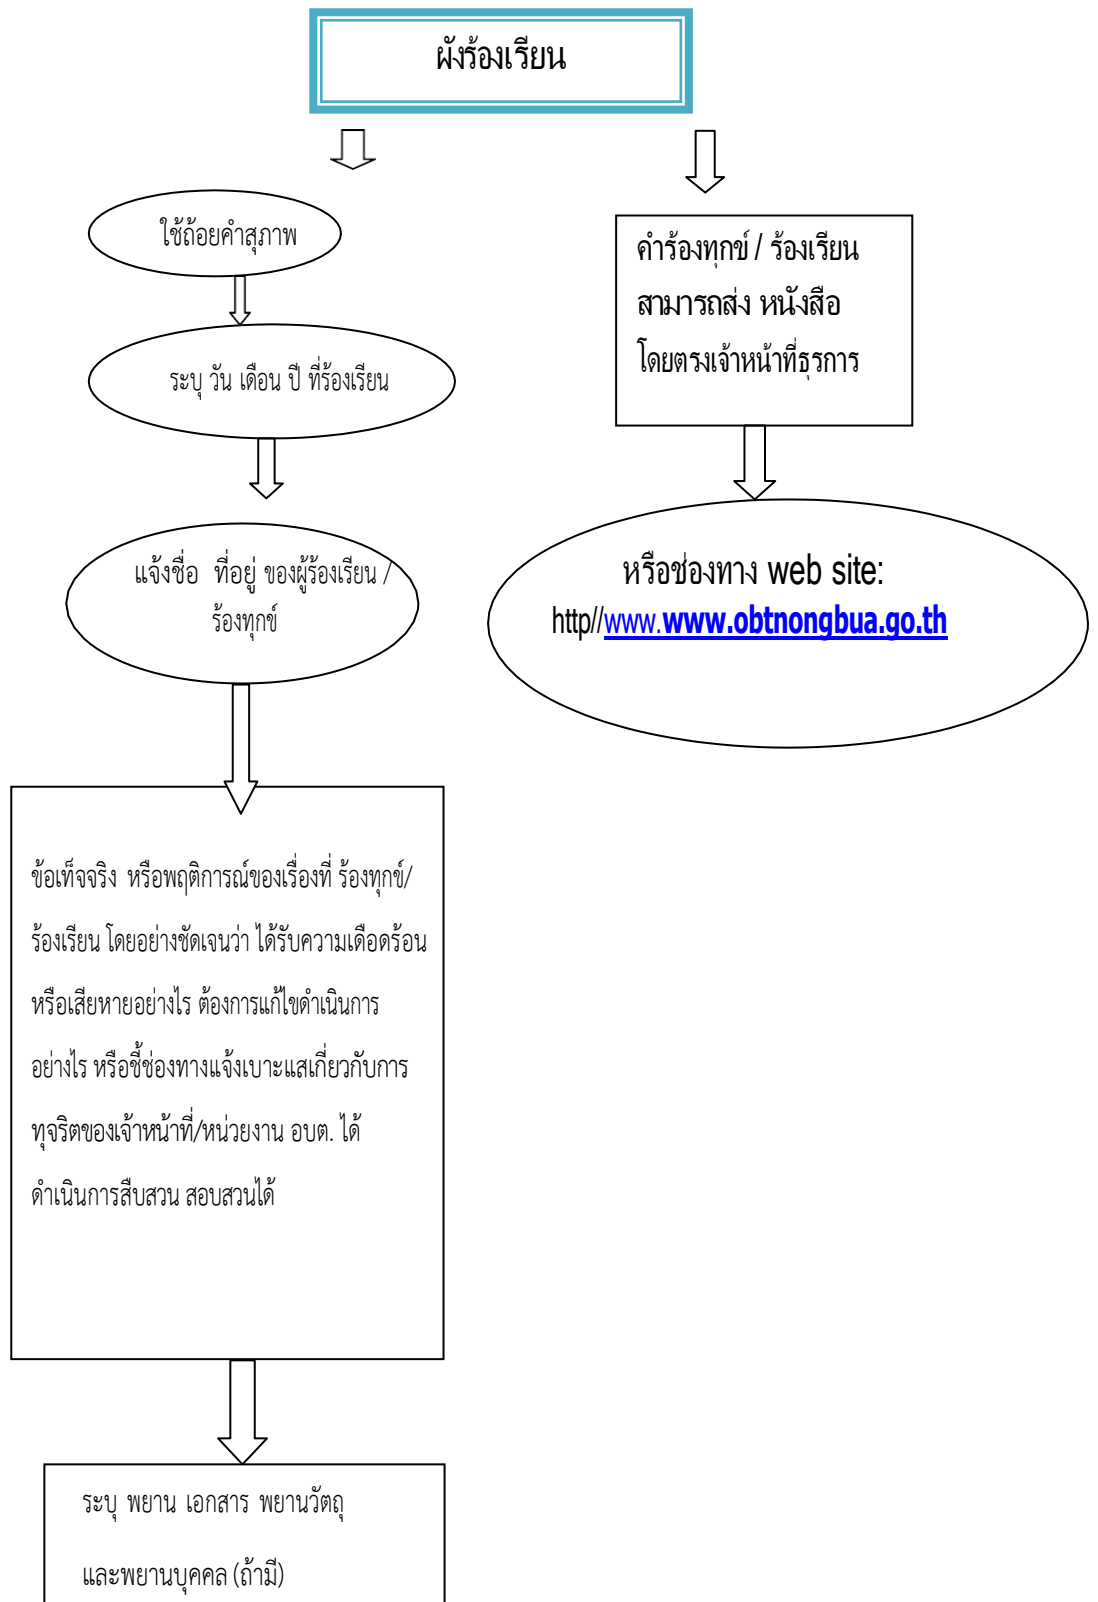 ผังร้องเรียน
ใช้ถ้อยคำสุภาพ
ระบุ วัน เดือน ปี ที่ร้องเรียน
แจ้งชื่อ ที่อยู่ ของผู้ร้องเรียน /
ร้องทุกข์
ข้อเท็จจริง หรือพฤติการณ์ของเรื่องที่ ร้องทุกข์/
ร้องเรียน โดยอย่างชัดเจนว่า ได้รับความเดือดร้อน
หรือเสียหายอย่างไร ต้องการแก้ไขดำเนินการ
อย่างไร หรือชี้ช่องทางแจ้งเบาะแสเกี่ยวกับการ
ทุจริตของเจ้าหน้าที่/หน่วยงาน อบต. ได้
ดำเนินการสืบสวน สอบสวนได้
ระบุ พยาน เอกสาร พยานวัตถุ
และพยานบุคคล (ถ้ามี)
คำร้องทุกข์ / ร้องเรียน
สามารถส่ง หนังสือ
โดยตรงเจ้าหน้าที่ธุรการ
หรือช่องทาง web site:
http//www.www.obtnongbua.go.th